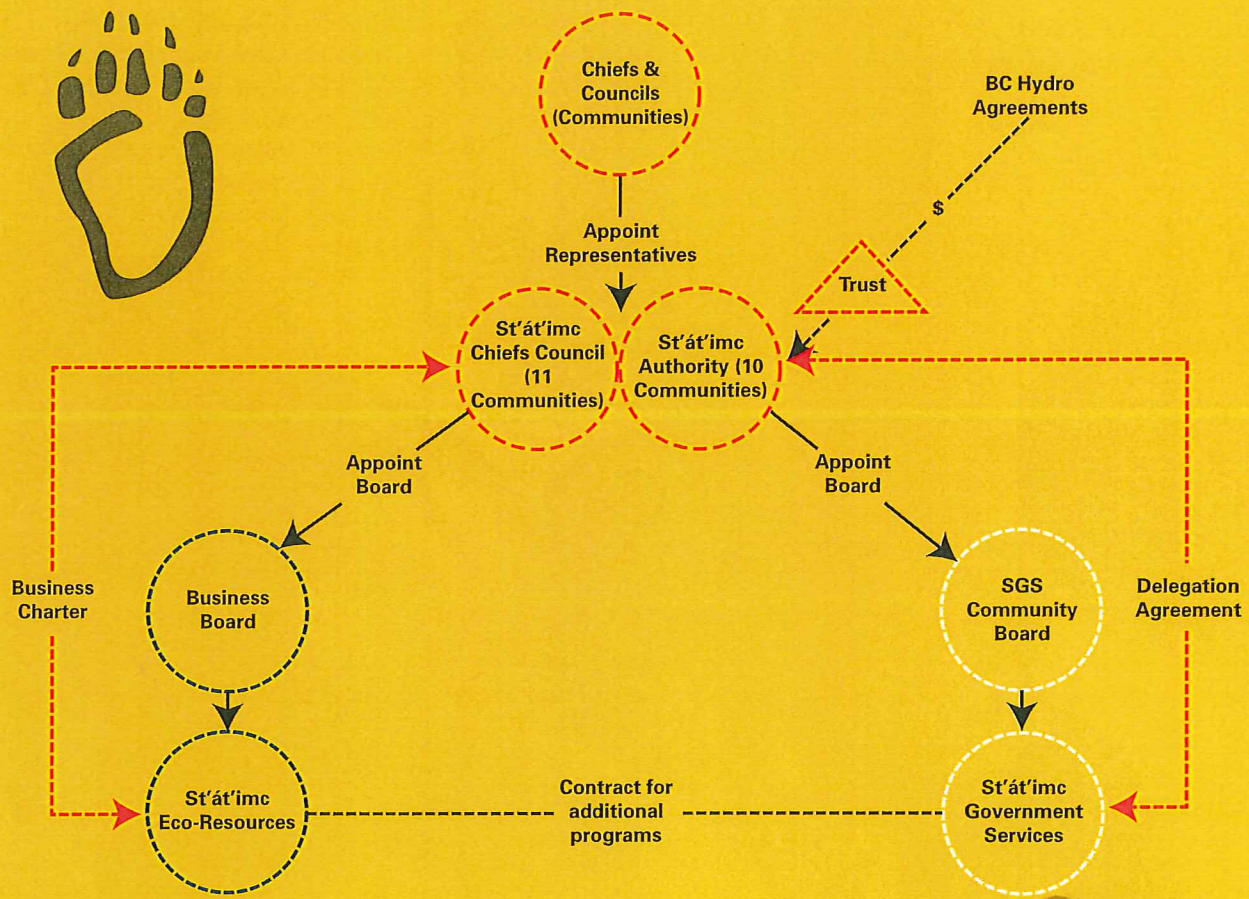 Chiefs &
Councils
(Communities)
BC Hydro
Agreements
$
Appoint
Representatives
Trust
St'át'imc
Chiefs Council
(11
Communities)
St'át'imc
Authority (10
Communities)
Appoint
Board
Appoint
Board
Business
Charter
Business
Board
SGS
Community
Board
Delegation
Agreement
St'át'imc
Eco-Resources
Contract for
additional
programs
St'át'imc
Government
Services